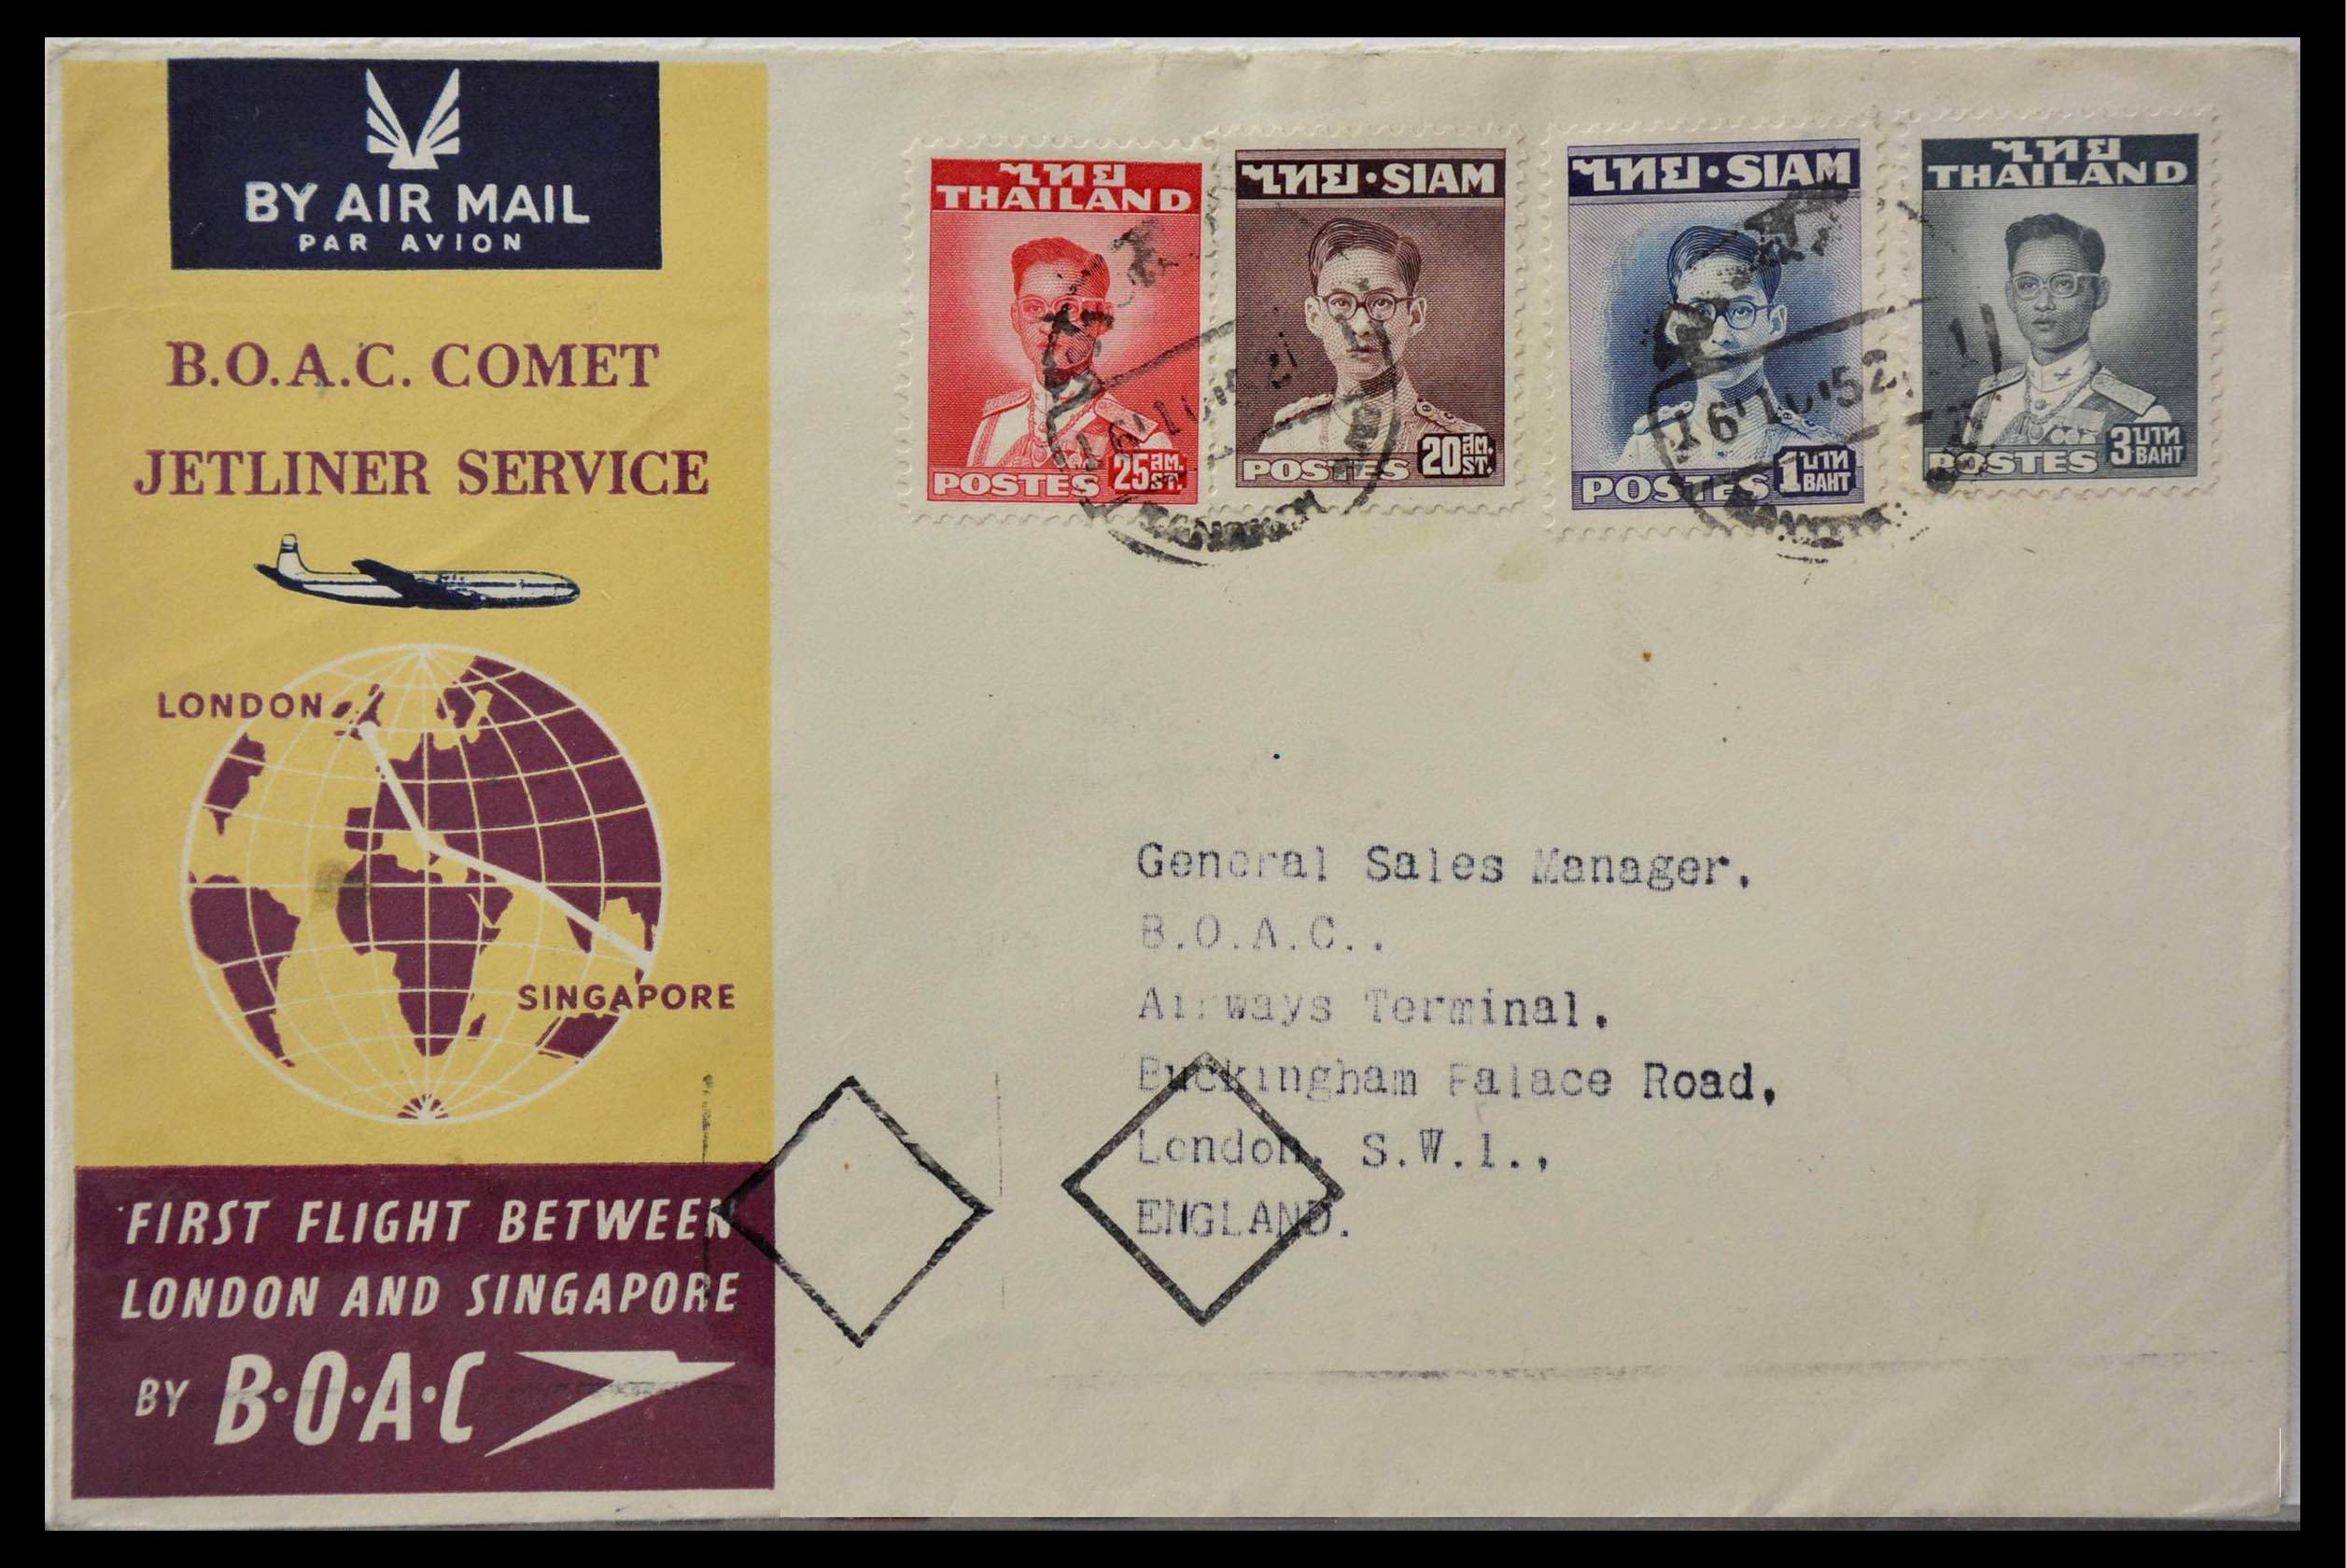 BY AIR MAIL
PAR AVION
B.O.A.C. COMET
JETLINER SERVICE
LONDON
SINGAPORE
FIRST FLIGHT BETWEEN
LONDON AND SINGAPORE
BY B·O·A·C
ไทย
THAILAND
POSTES 25 สต. ST.
ไทย·SIAM
POSTES 20 สต. ST.
ไทย·SIAM
POSTES 1 บาท BAHT
ไทย
THAILAND
POSTES 3 บาท BAHT
BANGKOK
General Sales Manager,
B.O.A.C.,
Airways Terminal,
Buckingham Palace Road,
London, S.W.1.,
ENGLAND.